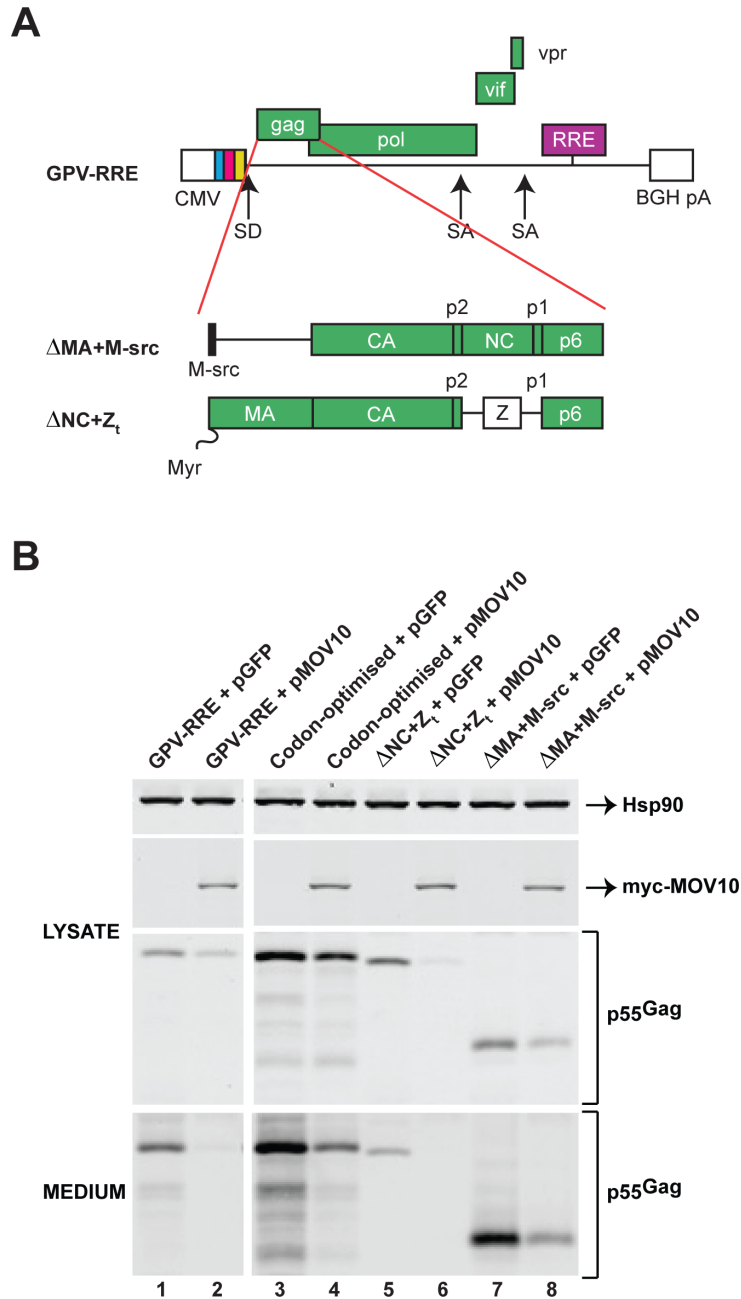 A
vpr
vif
gag
pol
RRE
GPV-RRE
CMV
BGH pA
SD
SA
SA
p2
p1
ΔMA+M-src
CA
NC
p6
M-src
p2
p1
ΔNC+Zt
MA
CA
Z
p6
Myr
B
GPV-RRE + pGFP
GPV-RRE + pMOV10
Codon-optimised + pGFP
Codon-optimised + pMOV10
ΔNC+Zt + pGFP
ΔNC+Zt + pMOV10
ΔMA+M-src + pGFP
ΔMA+M-src + pMOV10
Hsp90
myc-MOV10
LYSATE
p55Gag
MEDIUM
p55Gag
1 2 3 4 5 6 7 8